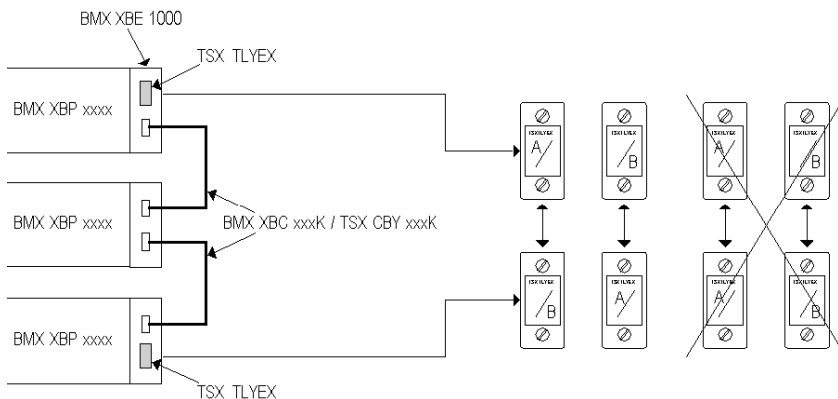 BMX XBE 1000
TSX TLYEX
BMX XBP xxxx
BMX XBP xxxx
BMX XBC xxxK / TSX CBY xxxK
BMX XBP xxxx
TSX TLYEX
A/
/B
A/
/B
/B
A/
A/
/B